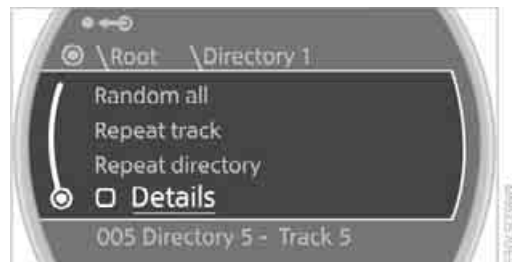 \Root \Directory 1
Random all
Repeat track
Repeat directory
Details
005 Directory 5 - Track 5